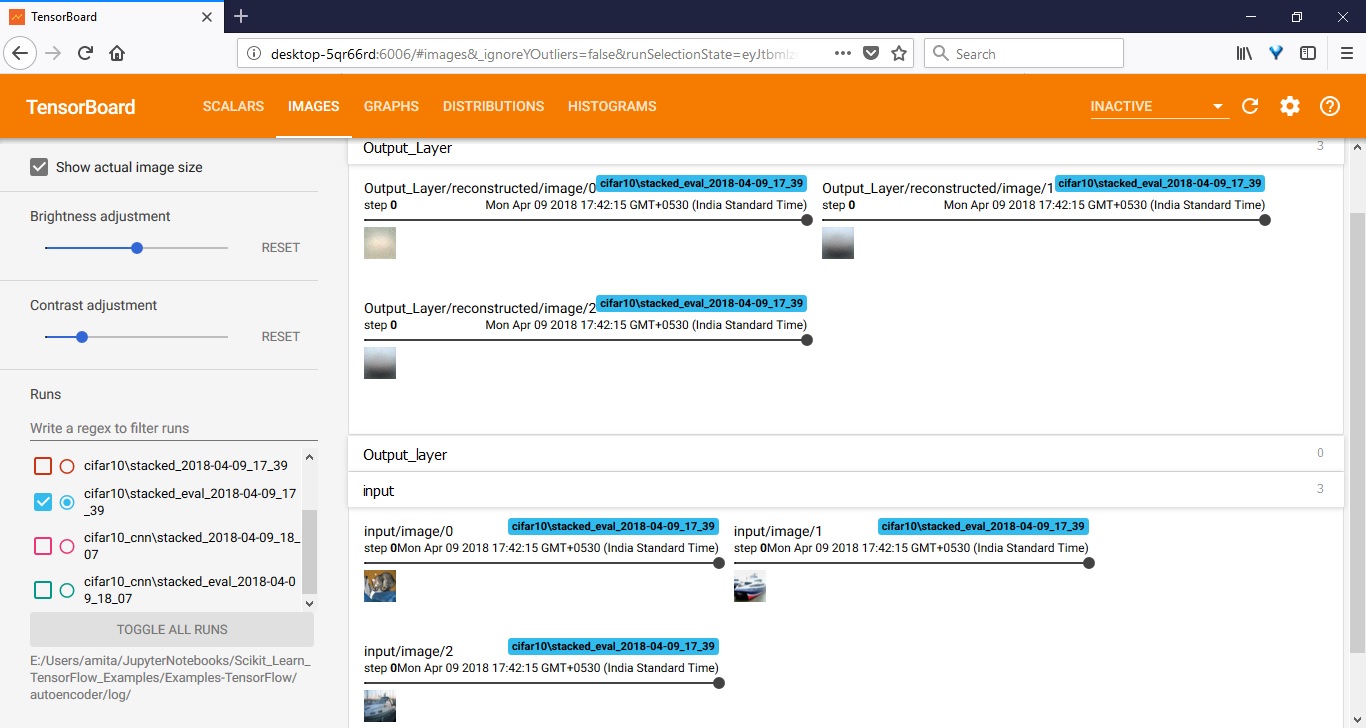 TensorBoard
desktop-5qr66rd:6006/#images&_ignoreYOutliers=false&runSelectionState=eyJtbmlz
Search
TensorBoard
SCALARS
IMAGES
GRAPHS
DISTRIBUTIONS
HISTOGRAMS
INACTIVE
Show actual image size
Brightness adjustment
RESET
Contrast adjustment
RESET
Runs
Write a regex to filter runs
cifar10\stacked_2018-04-09_17_39
cifar10\stacked_eval_2018-04-09_17
_39
cifar10_cnn\stacked_2018-04-09_18_
07
cifar10_cnn\stacked_eval_2018-04-0
9_18_07
TOGGLE ALL RUNS
E:/Users/amita/JupyterNotebooks/Scikit_Learn_
TensorFlow_Examples/Examples-TensorFlow/
autoencoder/log/
Output_Layer 3
Output_Layer/reconstructed/image/0 cifar10\stacked_eval_2018-04-09_17_39
step 0 Mon Apr 09 2018 17:42:15 GMT+0530 (India Standard Time)
Output_Layer/reconstructed/image/1 cifar10\stacked_eval_2018-04-09_17_39
step 0 Mon Apr 09 2018 17:42:15 GMT+0530 (India Standard Time)
Output_Layer/reconstructed/image/2 cifar10\stacked_eval_2018-04-09_17_39
step 0 Mon Apr 09 2018 17:42:15 GMT+0530 (India Standard Time)
Output_layer 0
input 3
input/image/0 cifar10\stacked_eval_2018-04-09_17_39
step 0Mon Apr 09 2018 17:42:15 GMT+0530 (India Standard Time)
input/image/1 cifar10\stacked_eval_2018-04-09_17_39
step 0Mon Apr 09 2018 17:42:15 GMT+0530 (India Standard Time)
input/image/2 cifar10\stacked_eval_2018-04-09_17_39
step 0Mon Apr 09 2018 17:42:15 GMT+0530 (India Standard Time)